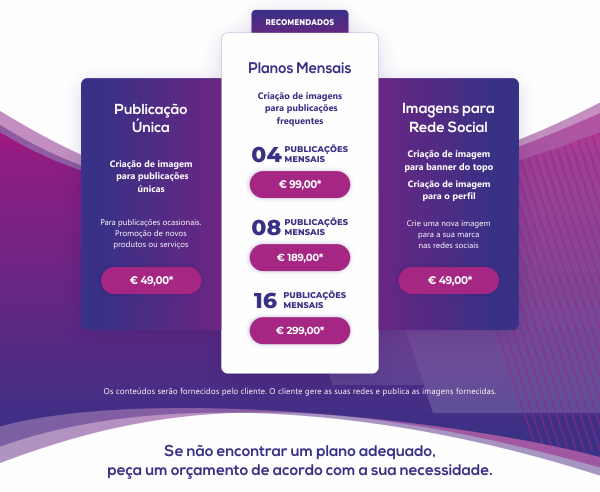 RECOMENDADOS
Publicação
Única
Criação de imagem
para publicações
únicas
Para publicações ocasionais.
Promoção de novos
produtos ou serviços
€ 49,00*
Planos Mensais
Criação de imagens
para publicações
frequentes
04 PUBLICAÇÕES
MENSAIS
€ 99,00*
08 PUBLICAÇÕES
MENSAIS
€ 189,00*
16 PUBLICAÇÕES
MENSAIS
€ 299,00*
Imagens para
Rede Social
Criação de imagem
para banner do topo
Criação de imagem
para o perfil
Crie uma nova imagem
para a sua marca
nas redes sociais
€ 49,00*
Os conteúdos serão fornecidos pelo cliente. O cliente gere as suas redes e publica as imagens fornecidas.
Se não encontrar um plano adequado,
peça um orçamento de acordo com a sua necessidade.